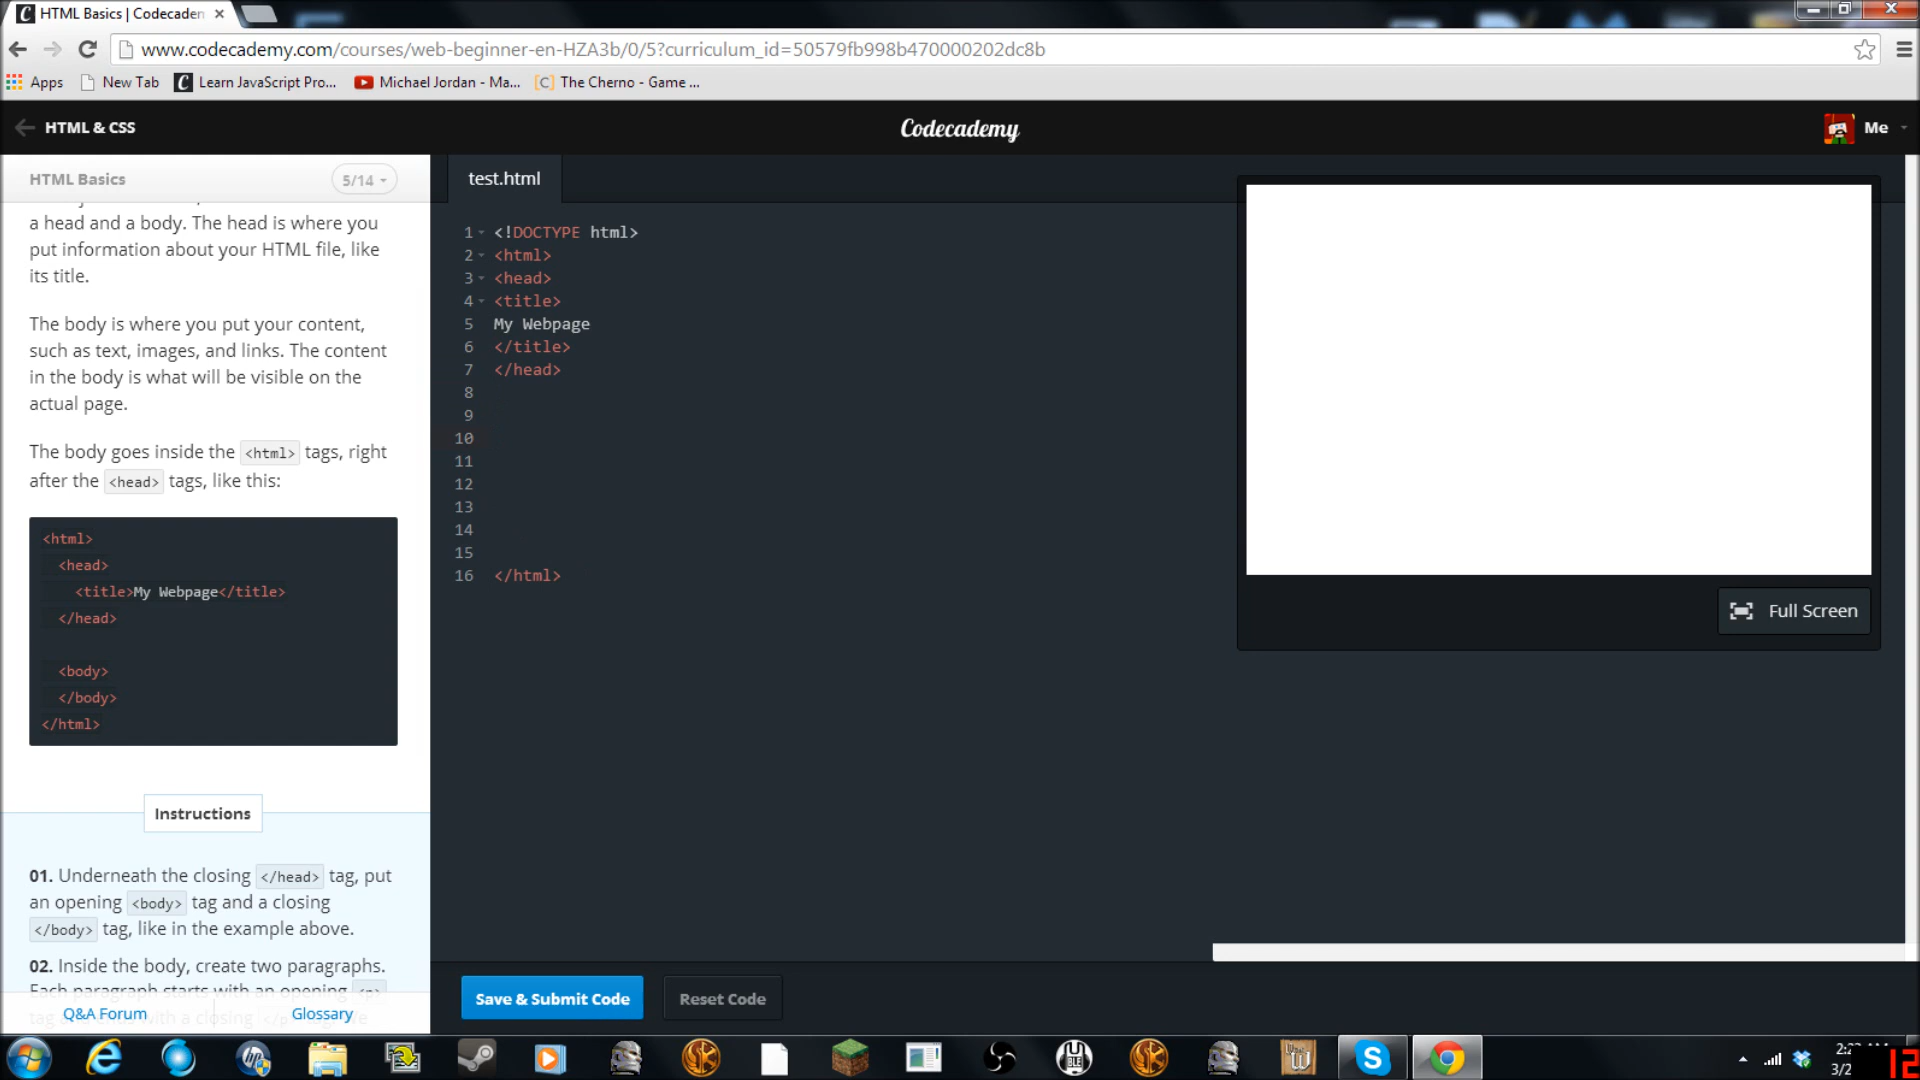 HTML Basics | Codecaden
www.codecademy.com/courses/web-beginner-en-HZA3b/0/5?curriculum_id=50579fb998b470000202dc8b
Apps New Tab Learn JavaScript Pro... Michael Jordan - Ma... [C] The Cherno - Game ...
HTML & CSS Codecademy Me
HTML Basics 5/14
a head and a body. The head is where you
put information about your HTML file, like
its title.
The body is where you put your content,
such as text, images, and links. The content
in the body is what will be visible on the
actual page.
The body goes inside the <html> tags, right
after the <head> tags, like this:
<html>
<head>
<title>My Webpage</title>
</head>
<body>
</body>
</html>
Instructions
01. Underneath the closing </head> tag, put
an opening <body> tag and a closing
</body> tag, like in the example above.
02. Inside the body, create two paragraphs.
Each paragraph starts with an opening <p>
Q&A Forum Glossary
test.html
1 <!DOCTYPE html>
2 <html>
3 <head>
4 <title>
5 My Webpage
6 </title>
7 </head>
8
9
10
11
12
13
14
15
16 </html>
Full Screen
Save & Submit Code Reset Code
12